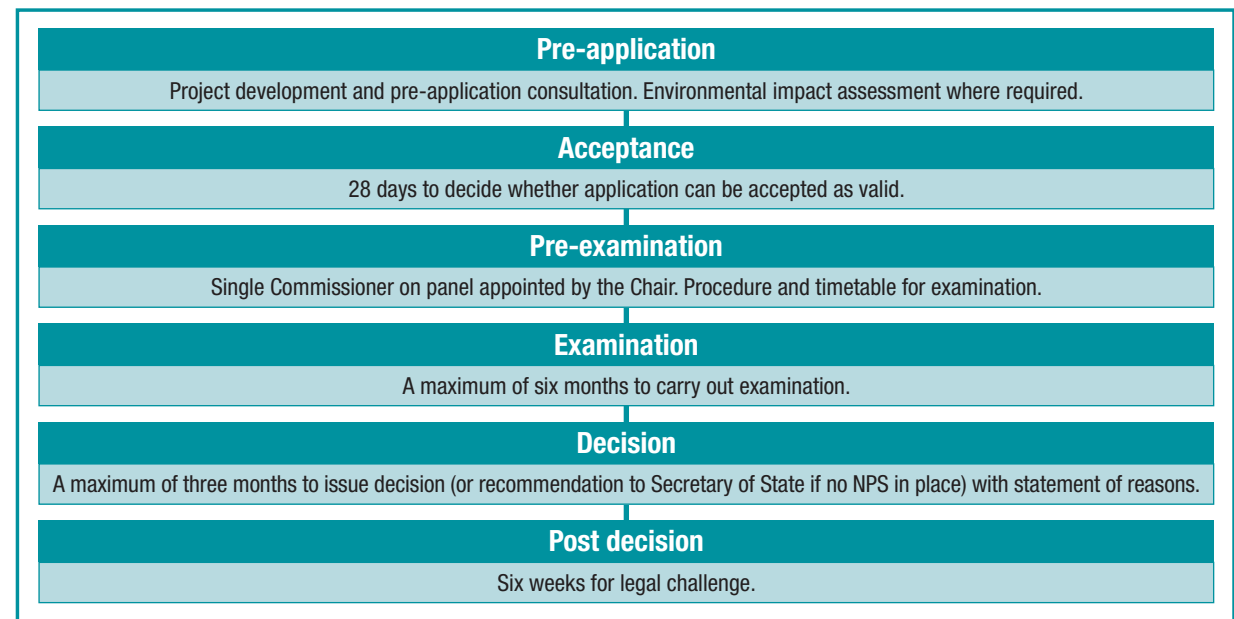 Pre-application
Project development and pre-application consultation. Environmental impact assessment where required.
Acceptance
28 days to decide whether application can be accepted as valid.
Pre-examination
Single Commissioner on panel appointed by the Chair. Procedure and timetable for examination.
Examination
A maximum of six months to carry out examination.
Decision
A maximum of three months to issue decision (or recommendation to Secretary of State if no NPS in place) with statement of reasons.
Post decision
Six weeks for legal challenge.